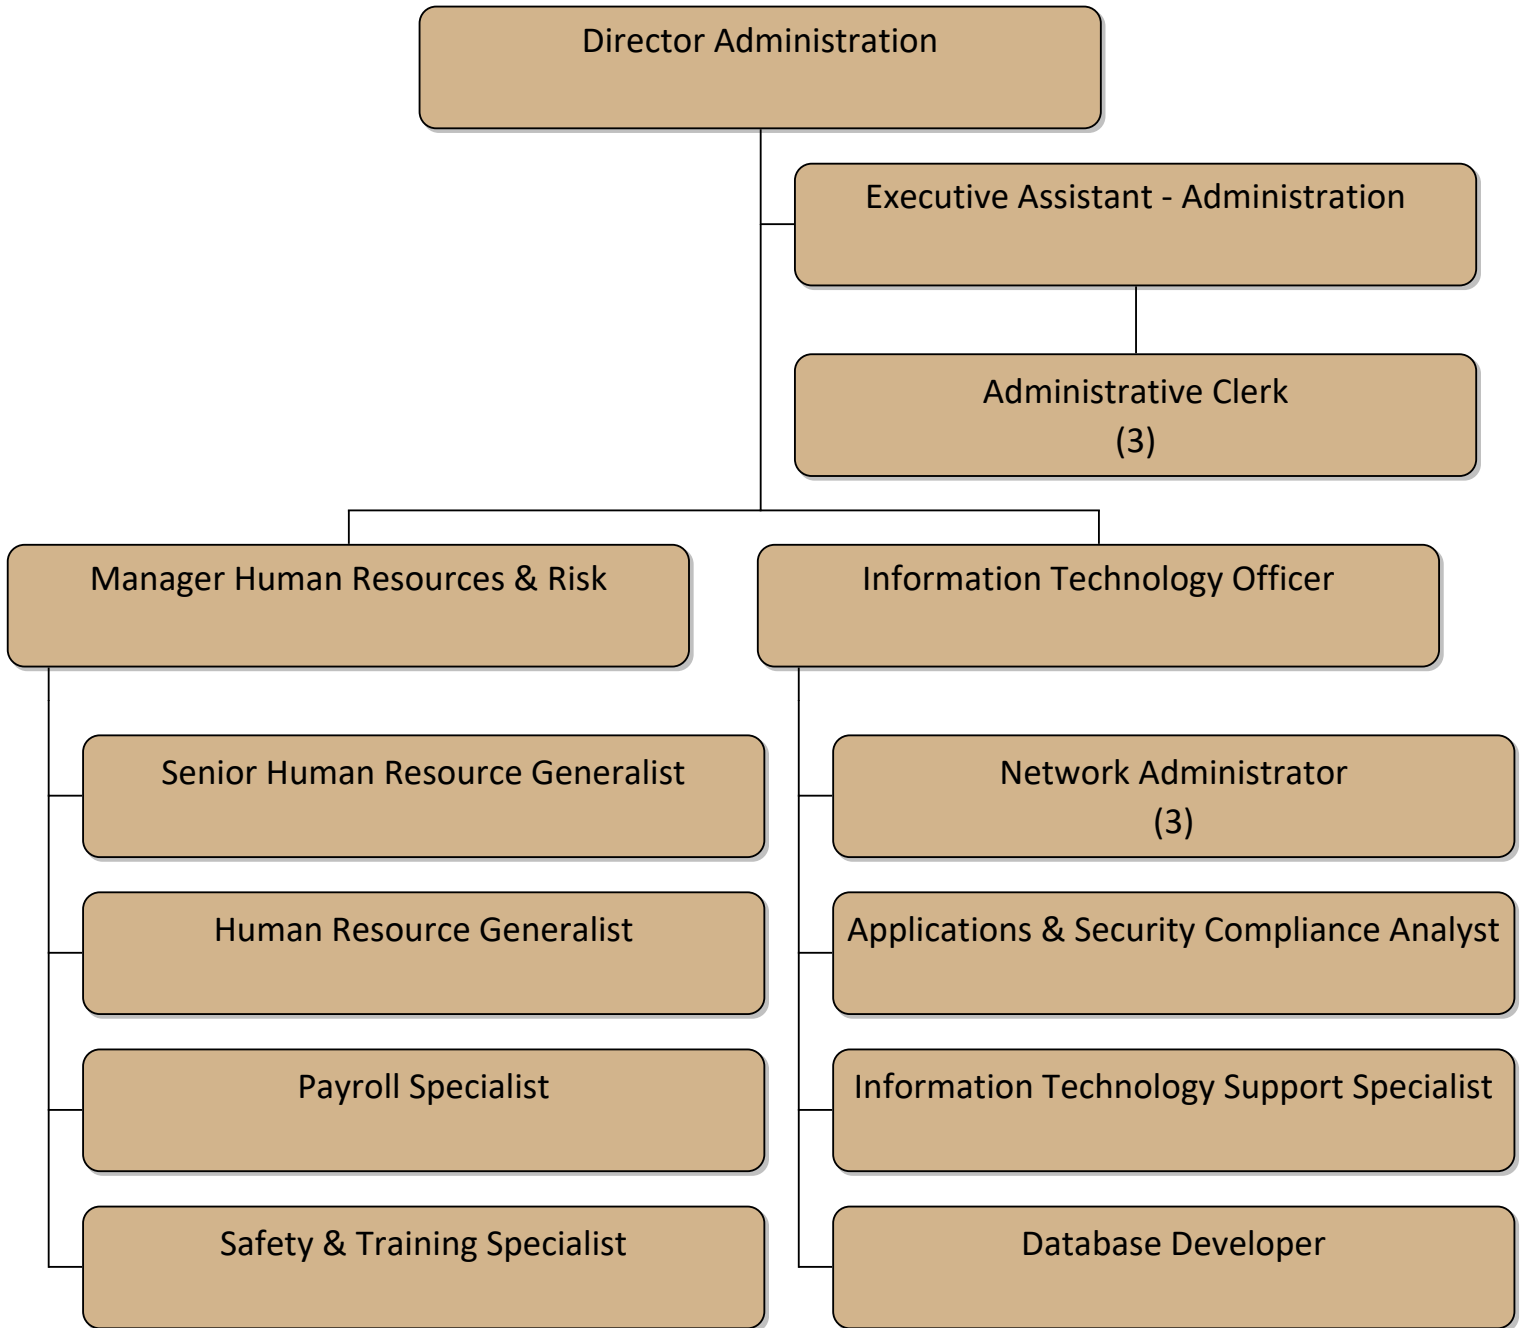 Director Administration
Executive Assistant - Administration
Administrative Clerk
(3)
Manager Human Resources & Risk
Information Technology Officer
Senior Human Resource Generalist
Human Resource Generalist
Payroll Specialist
Safety & Training Specialist
Network Administrator
(3)
Applications & Security Compliance Analyst
Information Technology Support Specialist
Database Developer